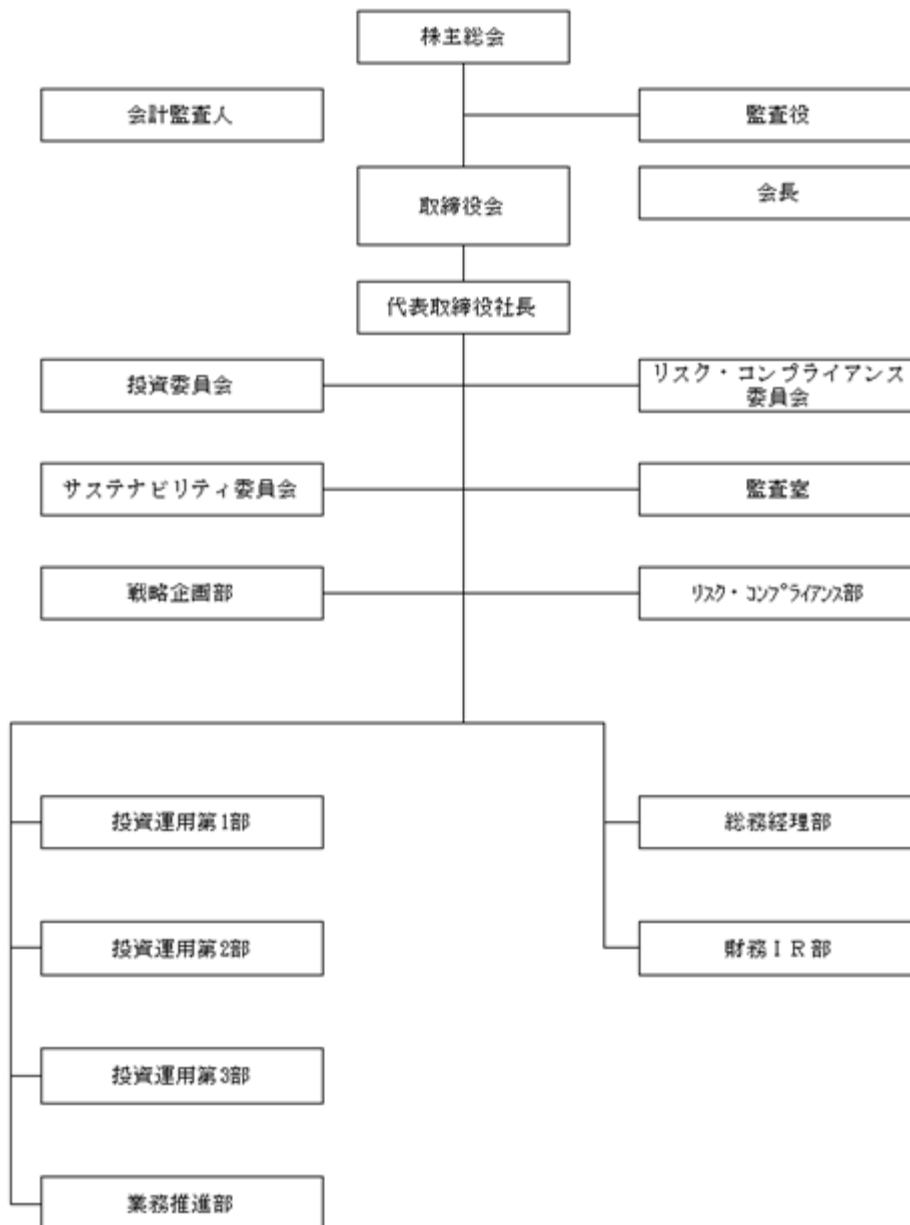 株主総会
会計監査人
監査役
取締役会
会長
代表取締役社長
投資委員会
リスク・コンプライアンス
委員会
サステナビリティ委員会
監査室
戦略企画部
ﾘｽｸ・ｺﾝﾌﾟﾗｲｱﾝｽ部
投資運用第1部
総務経理部
投資運用第2部
財務ＩＲ部
投資運用第3部
業務推進部